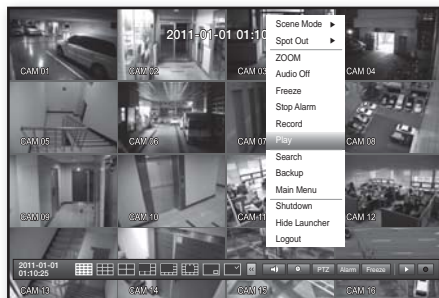 2011-01-01 01:10
Scene Mode ▶
Spot Out ▶
ZOOM
Audio Off
Freeze
Stop Alarm
Record
Play
Search
Backup
Main Menu
Shutdown
Hide Launcher
Logout
CAM 01
CAM 02
CAM 03
CAM 04
CAM 05
CAM 06
CAM 07
CAM 08
CAM 09
CAM 10
CAM 11
CAM 12
2011-01-01
01:10:25
PTZ
Alarm
Freeze
CAM 13
CAM 14
CAM 15
CAM 16